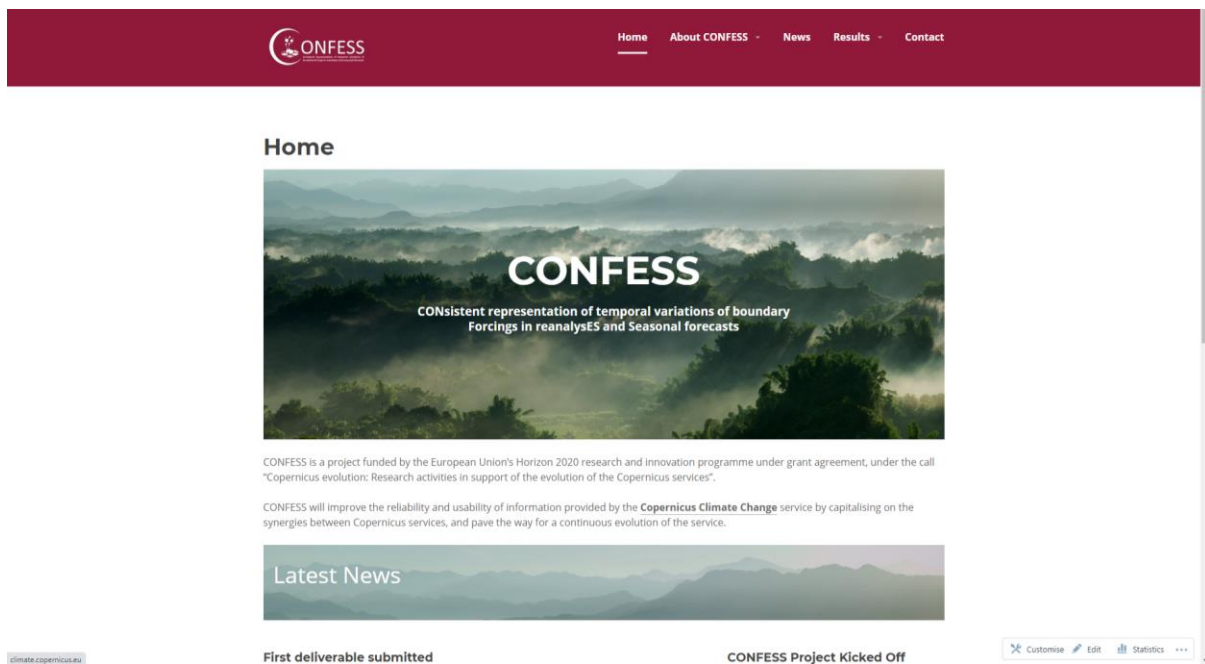 CONFESS
Home
About CONFESS
News
Results
Contact
Home
CONFESS
CONsistent representation of temporal variations of boundary
Forcings in reanalysES and Seasonal forecasts
CONFESS is a project funded by the European Union's Horizon 2020 research and innovation programme under grant agreement, under the call
"Copernicus evolution: Research activities in support of the evolution of the Copernicus services".
CONFESS will improve the reliability and usability of information provided by the Copernicus Climate Change service by capitalising on the
synergies between Copernicus services, and pave the way for a continuous evolution of the service.
Latest News
First deliverable submitted
CONFESS Project Kicked Off
Customise
Edit
Statistics
climate.copernicus.eu